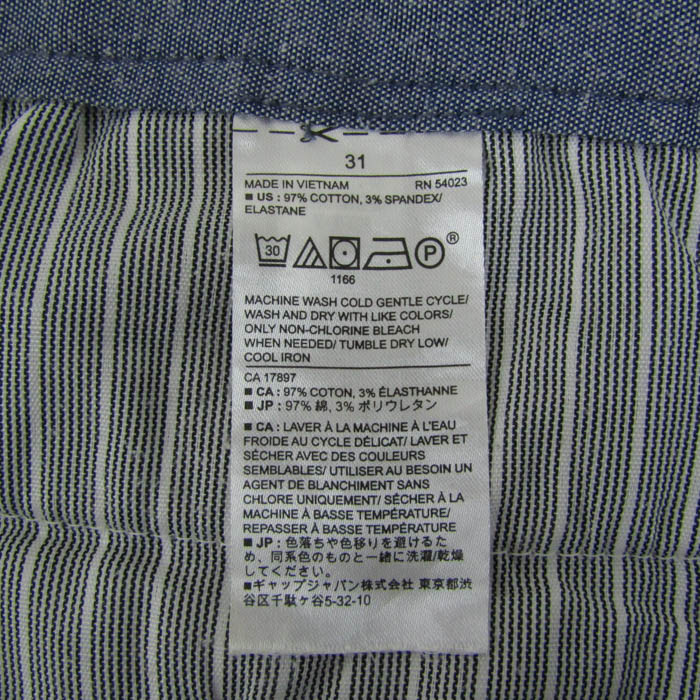 31
MADE IN VIETNAM RN 54023
■ US : 97% COTTON, 3% SPANDEX/
ELASTANE
30 P ®
1166
MACHINE WASH COLD GENTLE CYCLE/
WASH AND DRY WITH LIKE COLORS/
ONLY NON-CHLORINE BLEACH
WHEN NEEDED/ TUMBLE DRY LOW/
COOL IRON
CA 17897
■ CA : 97% COTON, 3% ÉLASTHANNE
■ JP : 97% 綿, 3% ポリウレタン
■ CA : LAVER À LA MACHINE À L'EAU
FROIDE AU CYCLE DÉLICAT/ LAVER ET
SÉCHER AVEC DES COULEURS
SEMBLABLES/ UTILISER AU BESOIN UN
AGENT DE BLANCHIMENT SANS
CHLORE UNIQUEMENT/ SÉCHER À LA
MACHINE À BASSE TEMPÉRATURE/
REPASSER À BASSE TEMPÉRATURE
■ JP : 色落ちや色移りを避けるた
め、同系色のものと一緒に洗濯/乾燥
してください。
■ギャップジャパン株式会社 東京都渋
谷区千駄ヶ谷5-32-10